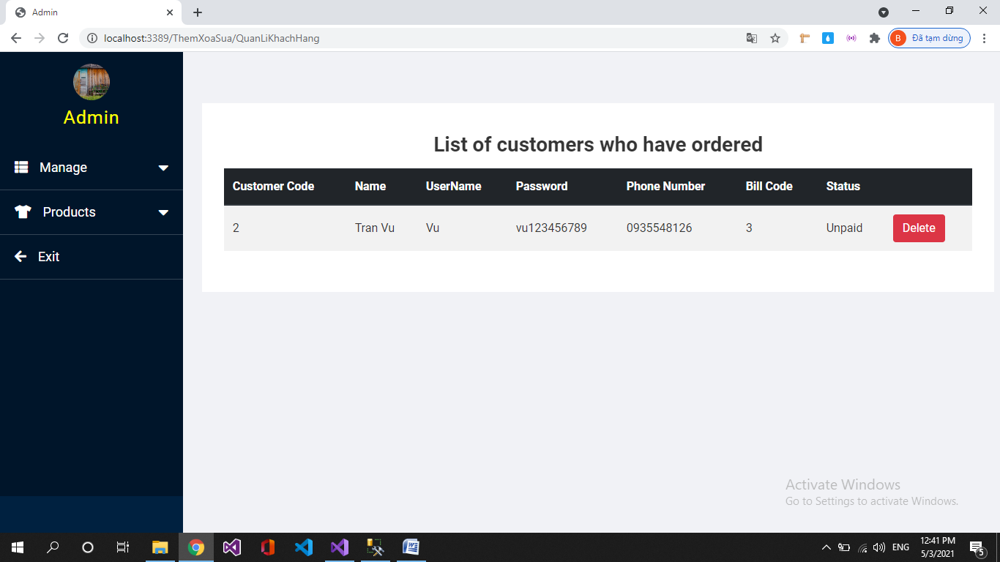 Admin
localhost:3389/ThemXoaSua/QuanLiKhachHang
B Đã tạm dừng
Admin
Manage
Products
Exit
List of customers who have ordered
Customer Code Name UserName Password Phone Number Bill Code Status
2 Tran Vu Vu vu123456789 0935548126 3 Unpaid Delete
Activate Windows
Go to Settings to activate Windows.
ENG
12:41 PM
5/3/2021
5